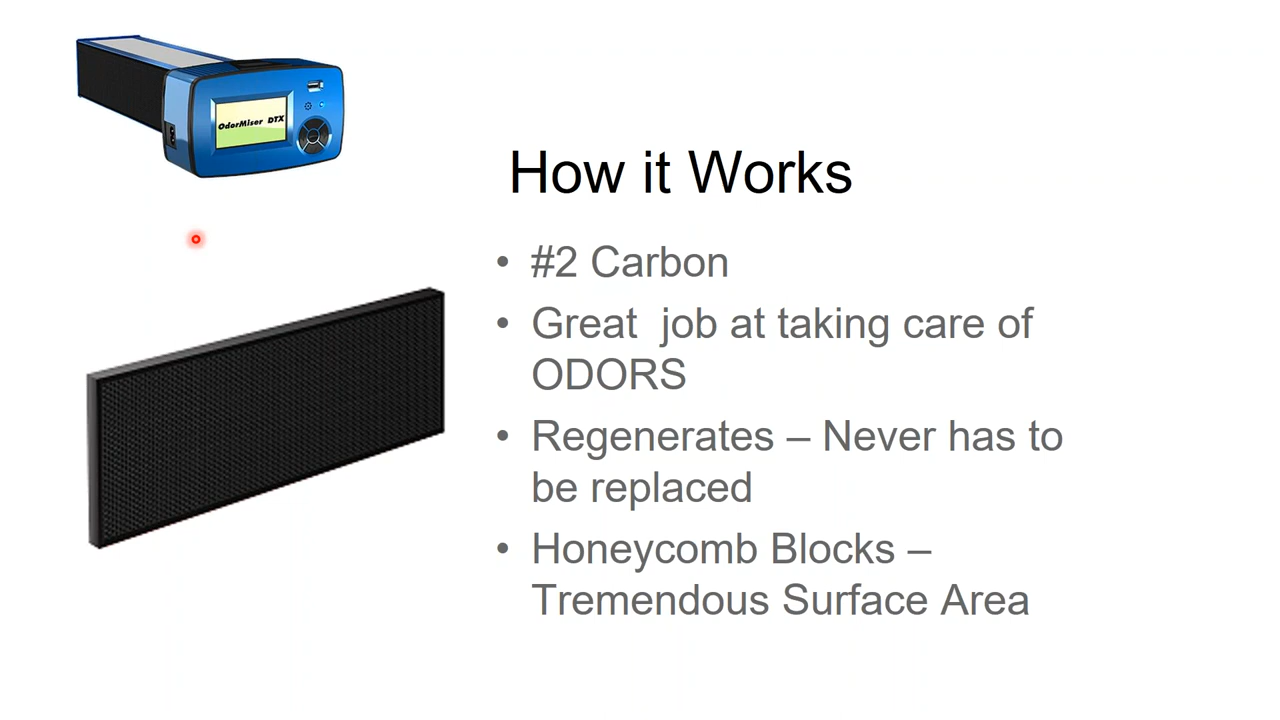 OdorMiser DTX
How it Works
• #2 Carbon
• Great  job at taking care of
ODORS
• Regenerates – Never has to
be replaced
• Honeycomb Blocks –
Tremendous Surface Area